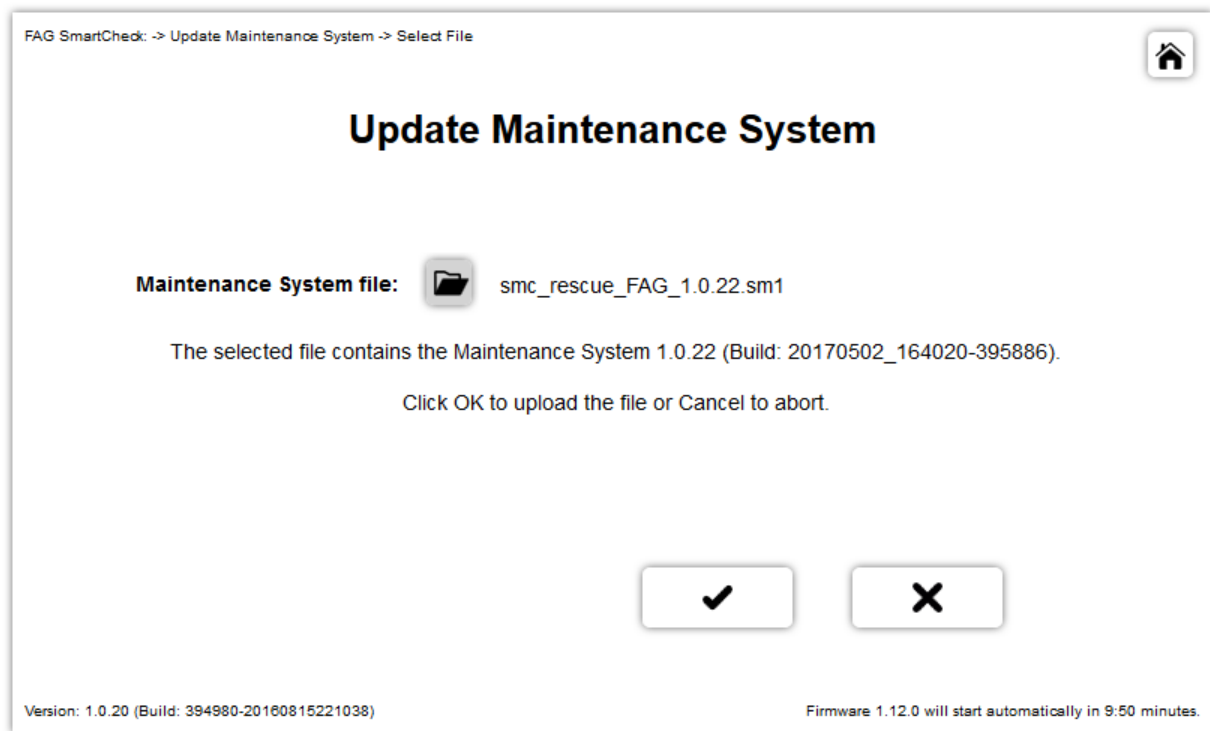 FAG SmartCheck: -> Update Maintenance System -> Select File
Update Maintenance System
Maintenance System file: smc_rescue_FAG_1.0.22.sm1
The selected file contains the Maintenance System 1.0.22 (Build: 20170502_164020-395886).
Click OK to upload the file or Cancel to abort.
Version: 1.0.20 (Build: 394980-20160815221038)
Firmware 1.12.0 will start automatically in 9:50 minutes.